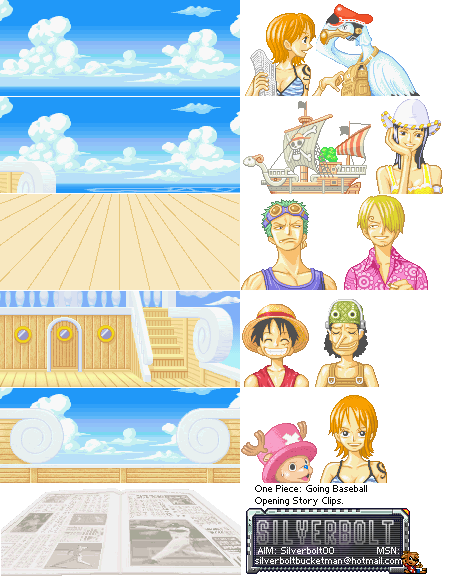 One Piece: Going Baseball
Opening Story Clips.
SILVERBOLT
AIM: Silverbolt00 MSN:
silverboltbucketman@hotmail.com